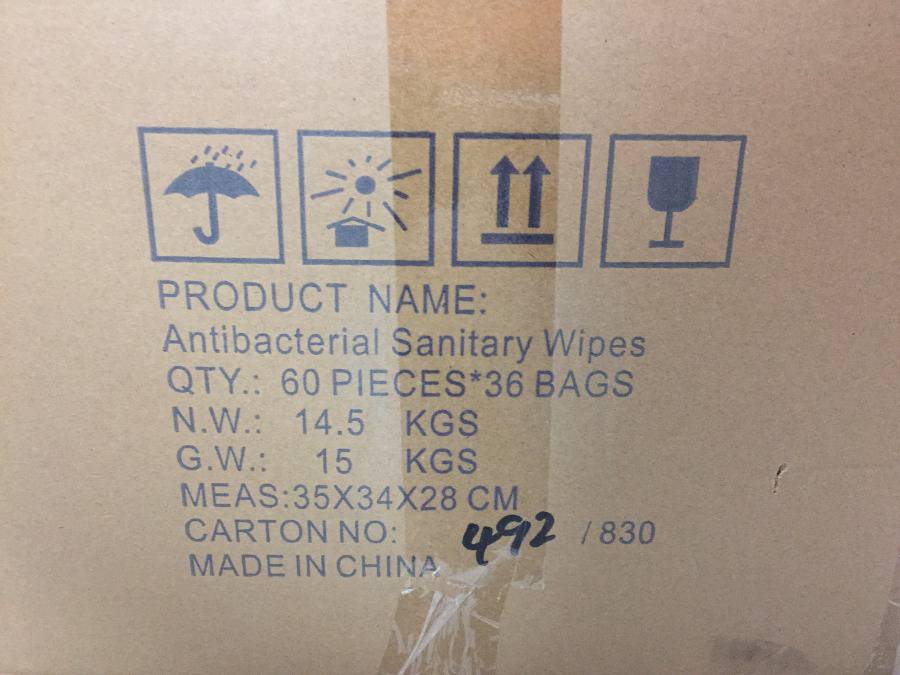 PRODUCT NAME:
Antibacterial Sanitary Wipes
QTY.: 60 PIECES*36 BAGS
N.W.: 14.5 KGS
G.W.: 15 KGS
MEAS:35X34X28 CM
CARTON NO: 492 / 830
MADE IN CHINA